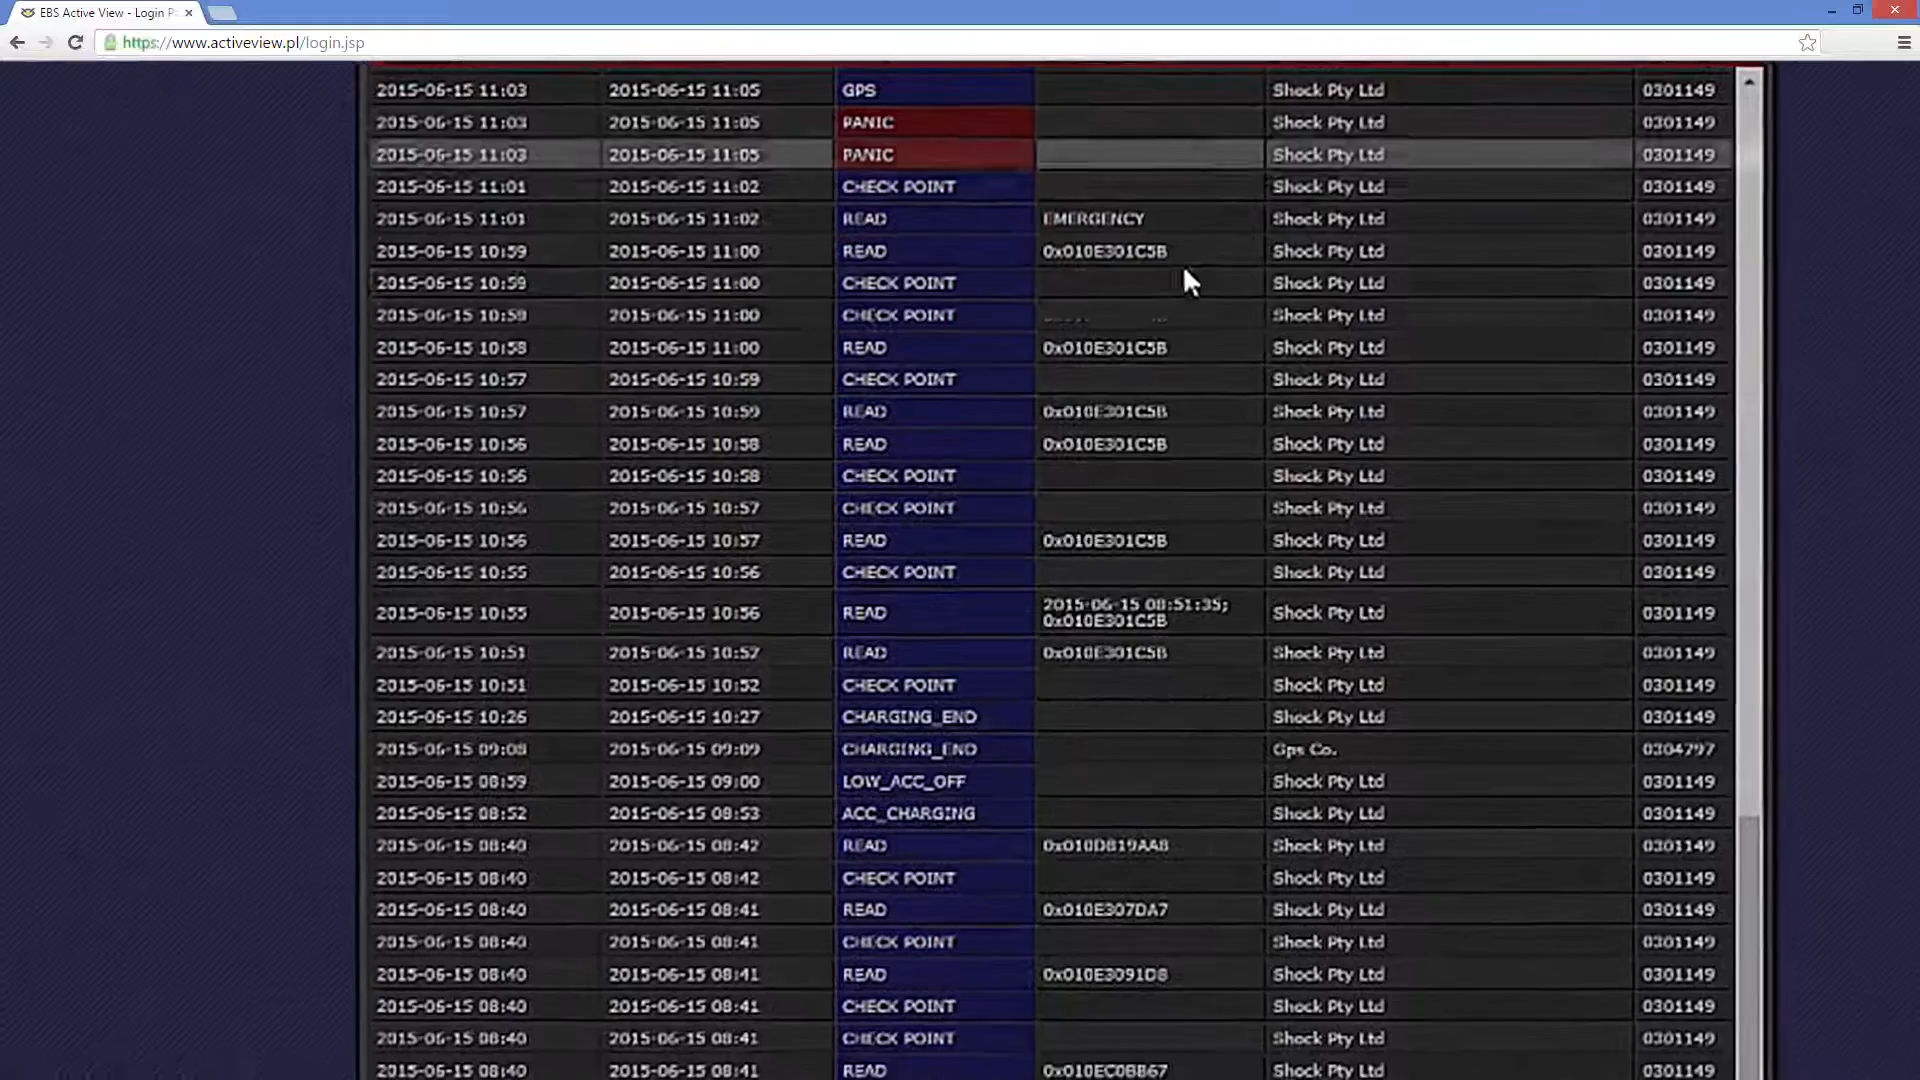 EBS Active View - Login P
https://www.activeview.pl/login.jsp
2015-06-15 11:03 2015-06-15 11:05 GPS Shock Pty Ltd 0301149
2015-06-15 11:03 2015-06-15 11:05 PANIC Shock Pty Ltd 0301149
2015-06-15 11:03 2015-06-15 11:05 PANIC Shock Pty Ltd 0301149
2015-06-15 11:01 2015-06-15 11:02 CHECK POINT Shock Pty Ltd 0301149
2015-06-15 11:01 2015-06-15 11:02 READ EMERGENCY Shock Pty Ltd 0301149
2015-06-15 10:59 2015-06-15 11:00 READ 0x010E301C5B Shock Pty Ltd 0301149
2015-06-15 10:59 2015-06-15 11:00 CHECK POINT Shock Pty Ltd 0301149
2015-06-15 2015-06-15 11:00 CHECK POINT Shock Pty Ltd 0301149
2015-06-15 10:58 2015-06-15 11:00 READ 0x010E301C5B Shock Pty Ltd 0301149
2015-06-15 10:57 2015-06-15 10:59 CHECK POINT Shock Pty Ltd 0301149
2015-06-15 10:57 2015-06-15 10:59 READ 0x010E301C5B Shock Pty Ltd 0301149
2015-06-15 10:56 2015-06-15 10:58 READ 0x010E301C5B Shock Pty Ltd 0301149
2015-06-15 10:56 2015-06-15 10:58 CHECK POINT Shock Pty Ltd 0301149
2015-06-15 10:56 2015-06-15 10:57 CHECK POINT Shock Pty Ltd 0301149
2015-06-15 10:56 2015-06-15 10:57 READ 0x010E301C5B Shock Pty Ltd 0301149
2015-06-15 10:55 2015-06-15 10:56 CHECK POINT Shock Pty Ltd 0301149
2015-06-15 10:55 2015-06-15 10:56 READ 2015-06-15 08:51:35; Shock Pty Ltd 0301149
0x010E301C5B
2015-06-15 10:51 2015-06-15 10:52 READ 0x010E301C5B Shock Pty Ltd 0301149
2015-06-15 10:51 2015-06-15 10:52 CHECK POINT Shock Pty Ltd 0301149
2015-06-15 10:26 2015-06-15 10:27 CHARGING_END Shock Pty Ltd 0301149
2015-06-15 09:08 2015-06-15 09:09 CHARGING_END Gps Co. 0304797
2015-06-15 08:59 2015-06-15 09:00 LOW_ACC_OFF Shock Pty Ltd 0301149
2015-06-15 08:52 2015-06-15 08:53 ACC_CHARGING Shock Pty Ltd 0301149
2015-06-15 08:40 2015-06-15 08:42 READ 0x010D819AA8 Shock Pty Ltd 0301149
2015-06-15 08:40 2015-06-15 08:42 CHECK POINT Shock Pty Ltd 0301149
2015-06-15 08:40 2015-06-15 08:41 READ 0x010E307DA7 Shock Pty Ltd 0301149
2015-06-15 08:40 2015-06-15 08:41 CHECK POINT Shock Pty Ltd 0301149
2015-06-15 08:40 2015-06-15 08:41 READ 0x010E3091D8 Shock Pty Ltd 0301149
2015-06-15 08:40 2015-06-15 08:41 CHECK POINT Shock Pty Ltd 0301149
2015-06-15 08:40 2015-06-15 08:41 CHECK POINT Shock Pty Ltd 0301149
2015-06-15 08:40 2015-06-15 08:41 READ 0x010EC0BB67 Shock Pty Ltd 0301149